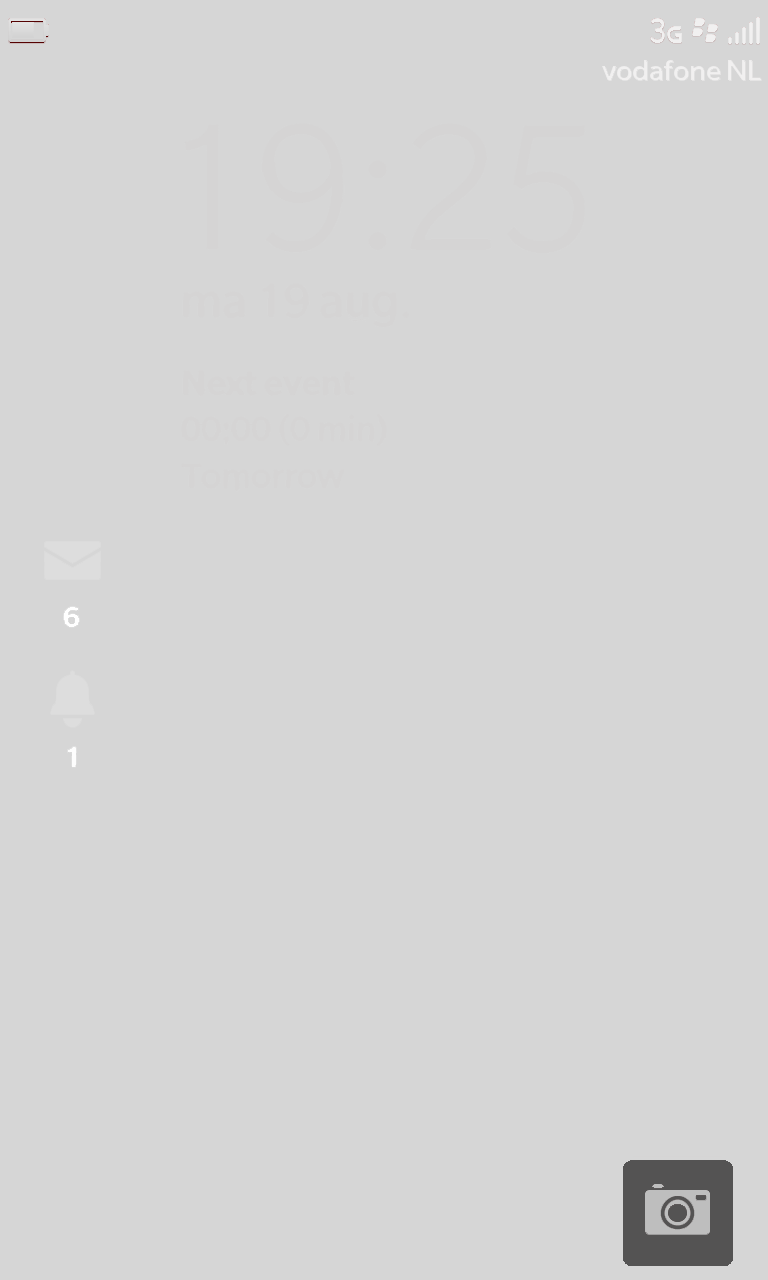 3G
vodafone NL
19:25
ma 19 aug.
Next event
00:00 (0 min)
Tomorrow
6
1